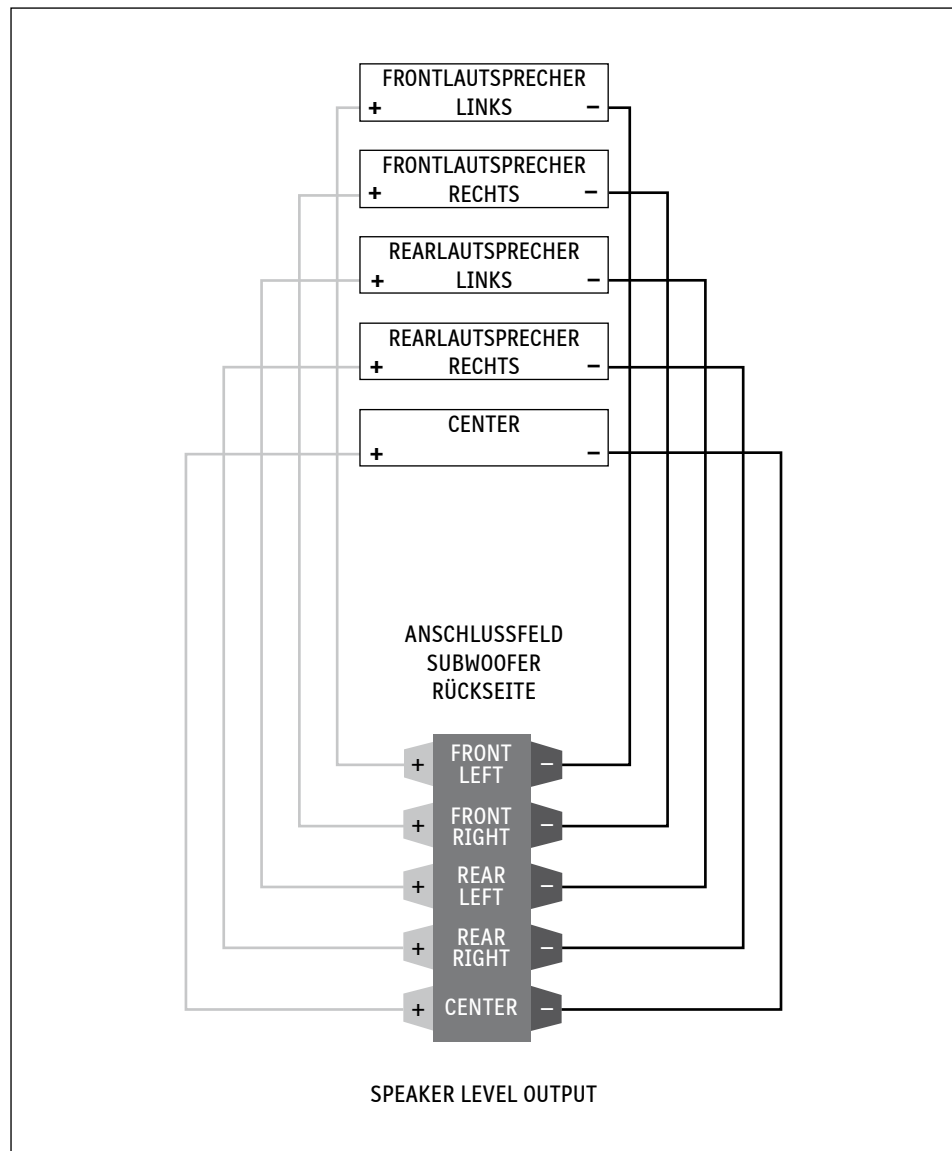 FRONTLAUTSPRECHER
+ LINKS –
FRONTLAUTSPRECHER
+ RECHTS –
REARLAUTSPRECHER
+ LINKS –
REARLAUTSPRECHER
+ RECHTS –
CENTER
+ –
ANSCHLUSSFELD
SUBWOOFER
RÜCKSEITE
+ FRONT –
LEFT
+ FRONT –
RIGHT
+ REAR –
LEFT
+ REAR –
RIGHT
+ CENTER –
SPEAKER LEVEL OUTPUT